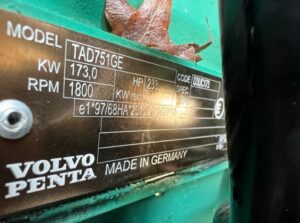 MODEL TAD751GE
KW 173,0 HP CODE
RPM 1800 SPEC
VOLVO
PENTA
MADE IN GERMANY